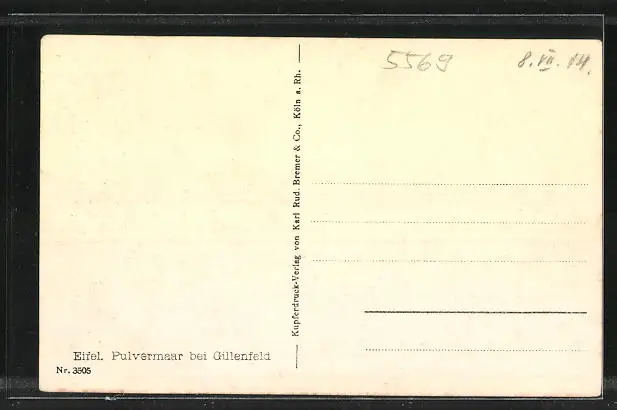 5569
8. VII. 14.
Kupferdruck-Verlag von Karl Rud. Bremer & Co., Köln a. Rh.
Eifel. Pulvermaar bei Gillenfeld
Nr. 3505